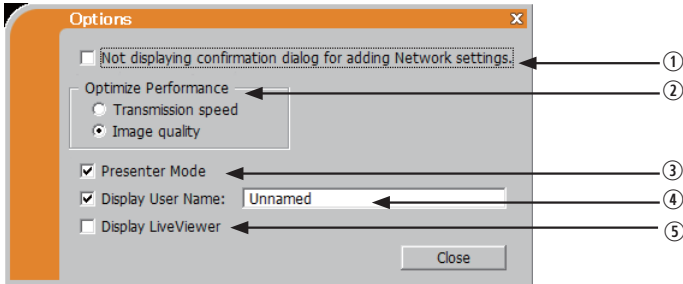 Options
Not displaying confirmation dialog for adding Network settings.
①
Optimize Performance
②
Transmission speed
Image quality
Presenter Mode
③
Display User Name: Unnamed
④
Display LiveViewer
⑤
Close